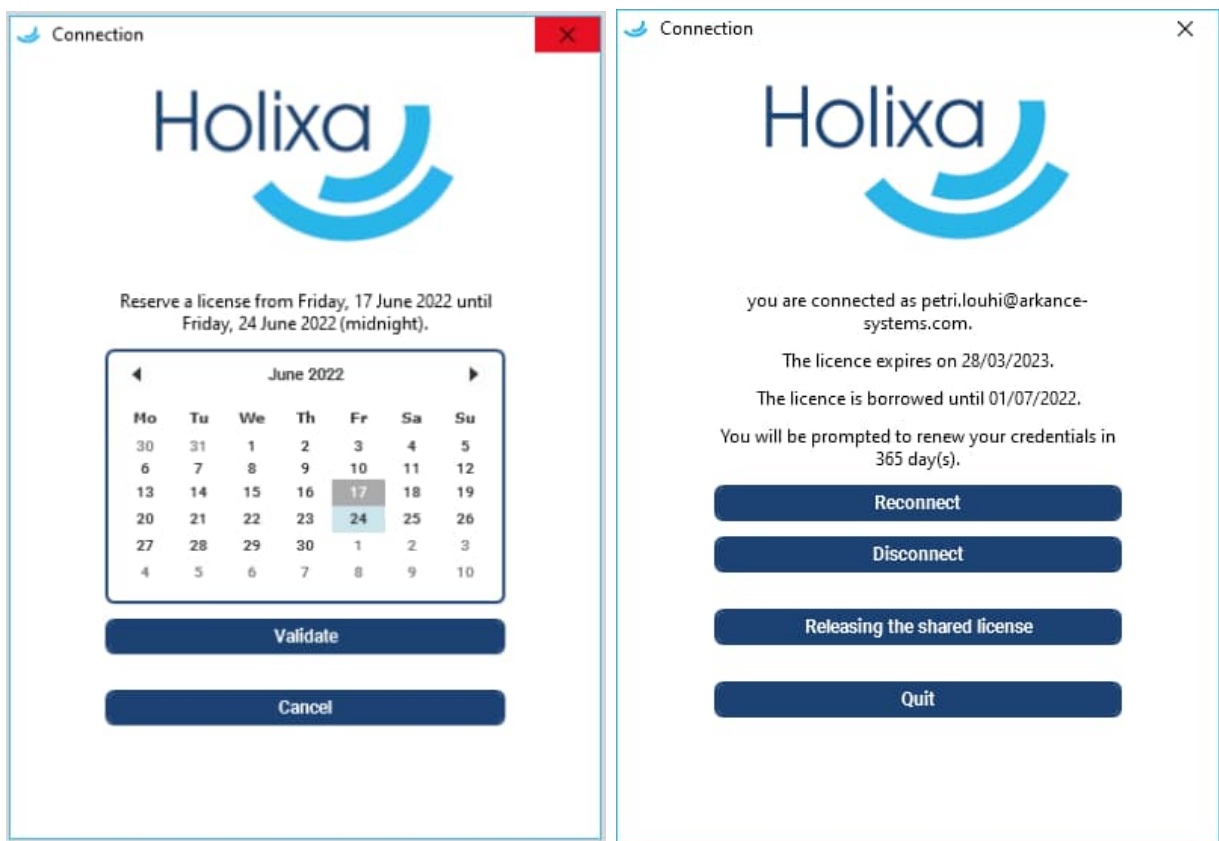 Connection
Holixa
Reserve a license from Friday, 17 June 2022 until
Friday, 24 June 2022 (midnight).
June 2022
Mo Tu We Th Fr Sa Su
30 31 1 2 3 4 5
6 7 8 9 10 11 12
13 14 15 16 17 18 19
20 21 22 23 24 25 26
27 28 29 30 1 2 3
4 5 6 7 8 9 10
Validate
Cancel
Connection
Holixa
you are connected as petri.louhi@arkance-
systems.com.
The licence expires on 28/03/2023.
The licence is borrowed until 01/07/2022.
You will be prompted to renew your credentials in
365 day(s).
Reconnect
Disconnect
Releasing the shared license
Quit